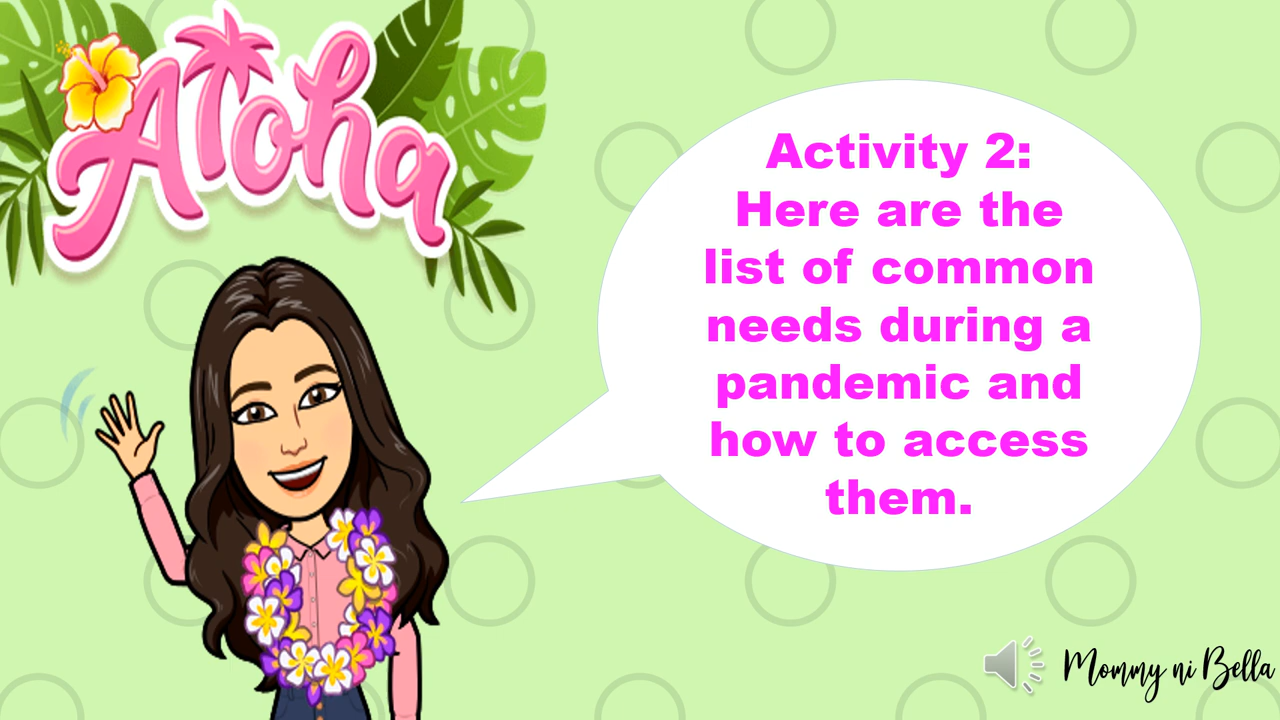 Aloha
Activity 2:
Here are the
list of common
needs during a
pandemic and
how to access
them.
Mommy ni Bella